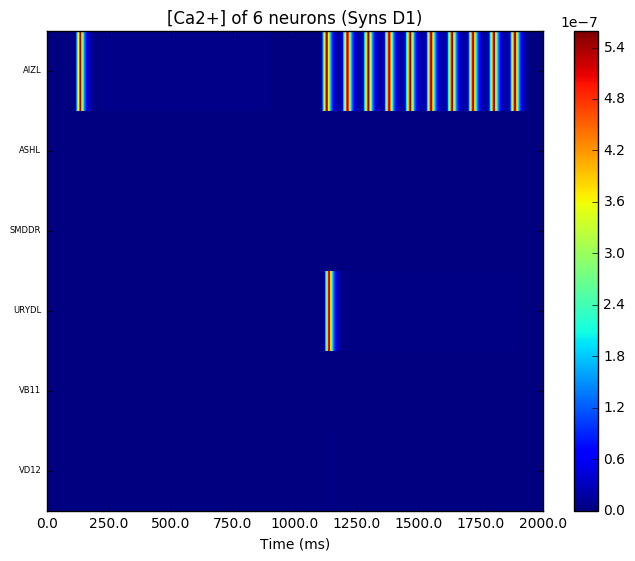 [Ca2+] of 6 neurons (Syns D1)
1e−7
AIZL
ASHL
SMDDR
URYDL
VB11
VD12
5.4
4.8
4.2
3.6
3.0
2.4
1.8
1.2
0.6
0.0
0.0 250.0 500.0 750.0 1000.0 1250.0 1500.0 1750.0 2000.0
Time (ms)